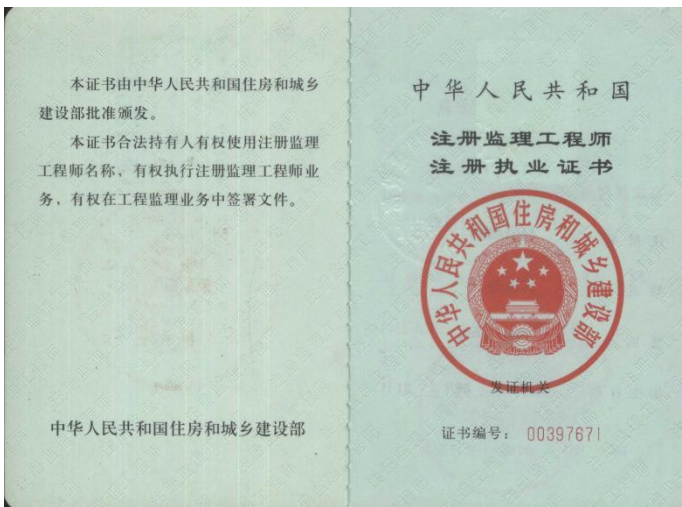 本证书由中华人民共和国住房和城乡
建设部批准颁发。
本证书合法持有人有权使用注册监理
工程师名称，有权执行注册监理工程师业
务，有权在工程监理业务中签署文件。
中华人民共和国住房和城乡建设部
中华人民共和国
注册监理工程师
注册执业证书
中华人民共和国住房和城乡建设部
发证机关
证书编号： 00397671